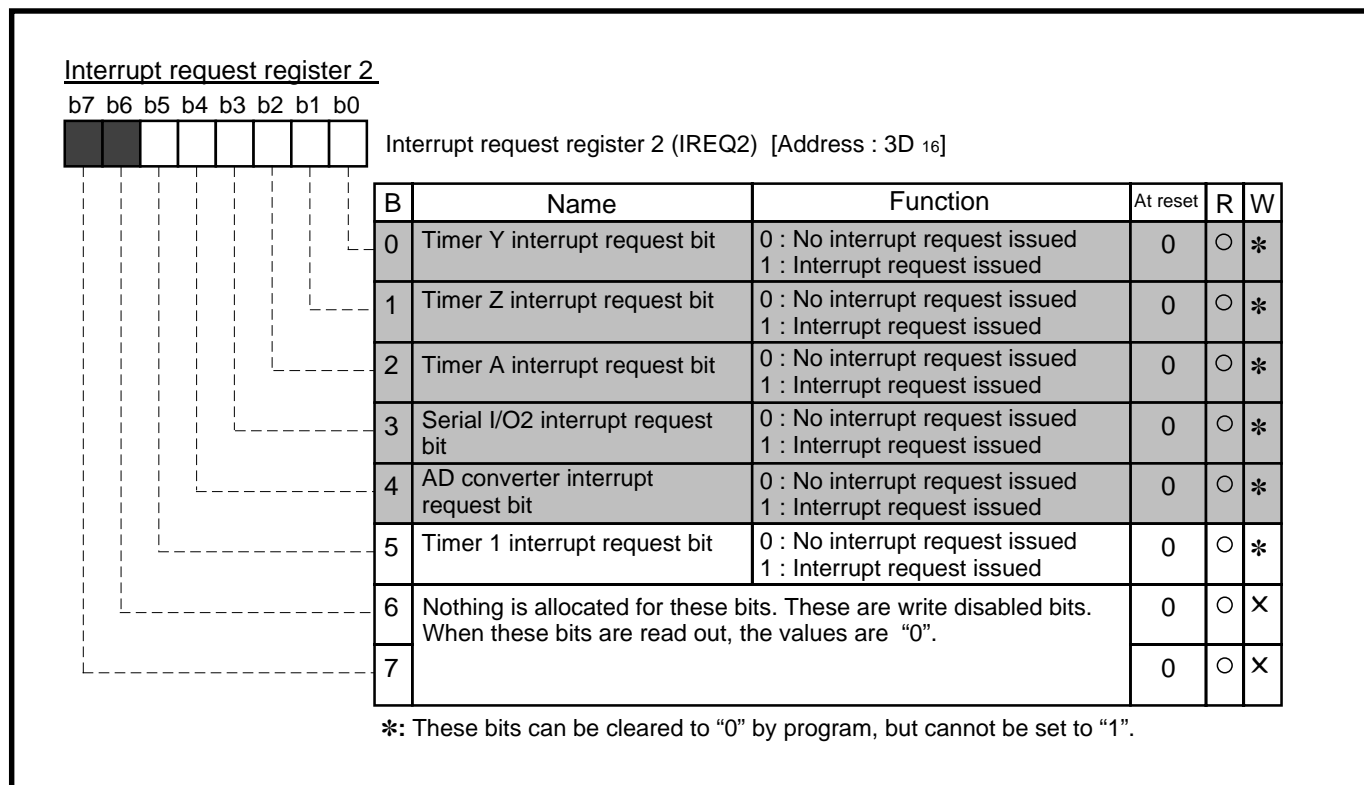 Interrupt request register 2
b7 b6 b5 b4 b3 b2 b1 b0
Interrupt request register 2 (IREQ2) [Address : 3D 16]
B Name Function At reset R W
0 Timer Y interrupt request bit 0 : No interrupt request issued 0 ○ ✻
1 : Interrupt request issued
1 Timer Z interrupt request bit 0 : No interrupt request issued 0 ○ ✻
1 : Interrupt request issued
2 Timer A interrupt request bit 0 : No interrupt request issued 0 ○ ✻
1 : Interrupt request issued
3 Serial I/O2 interrupt request 0 : No interrupt request issued 0 ○ ✻
bit 1 : Interrupt request issued
4 AD converter interrupt 0 : No interrupt request issued 0 ○ ✻
request bit 1 : Interrupt request issued
5 Timer 1 interrupt request bit 0 : No interrupt request issued 0 ○ ✻
1 : Interrupt request issued
6 Nothing is allocated for these bits. These are write disabled bits. 0 ○ ×
When these bits are read out, the values are “0”.
7 0 ○ ×
✻: These bits can be cleared to “0” by program, but cannot be set to “1”.